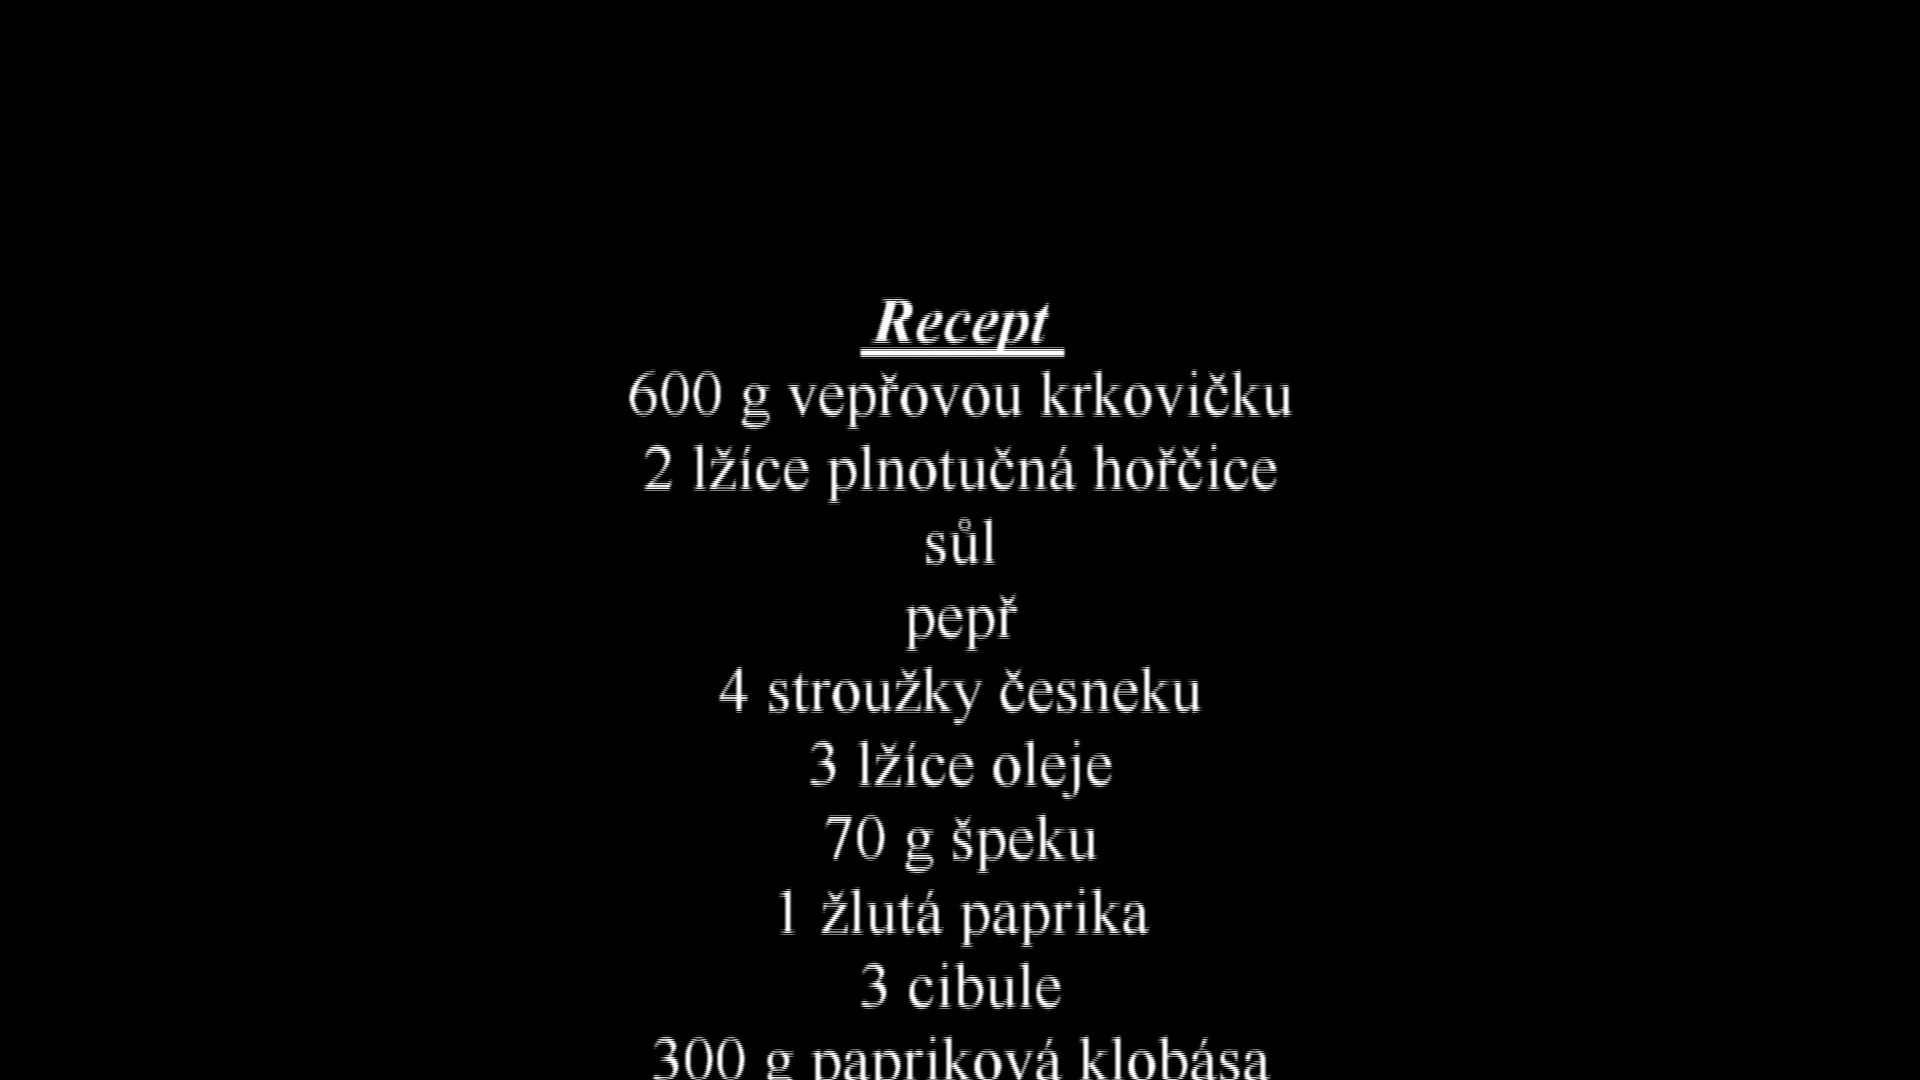 Recept
600 g vepřovou krkovičku
2 lžíce plnotučná hořčice
sůl
pepř
4 stroužky česneku
3 lžíce oleje
70 g špeku
1 žlutá paprika
3 cibule
300 g papriková klobása